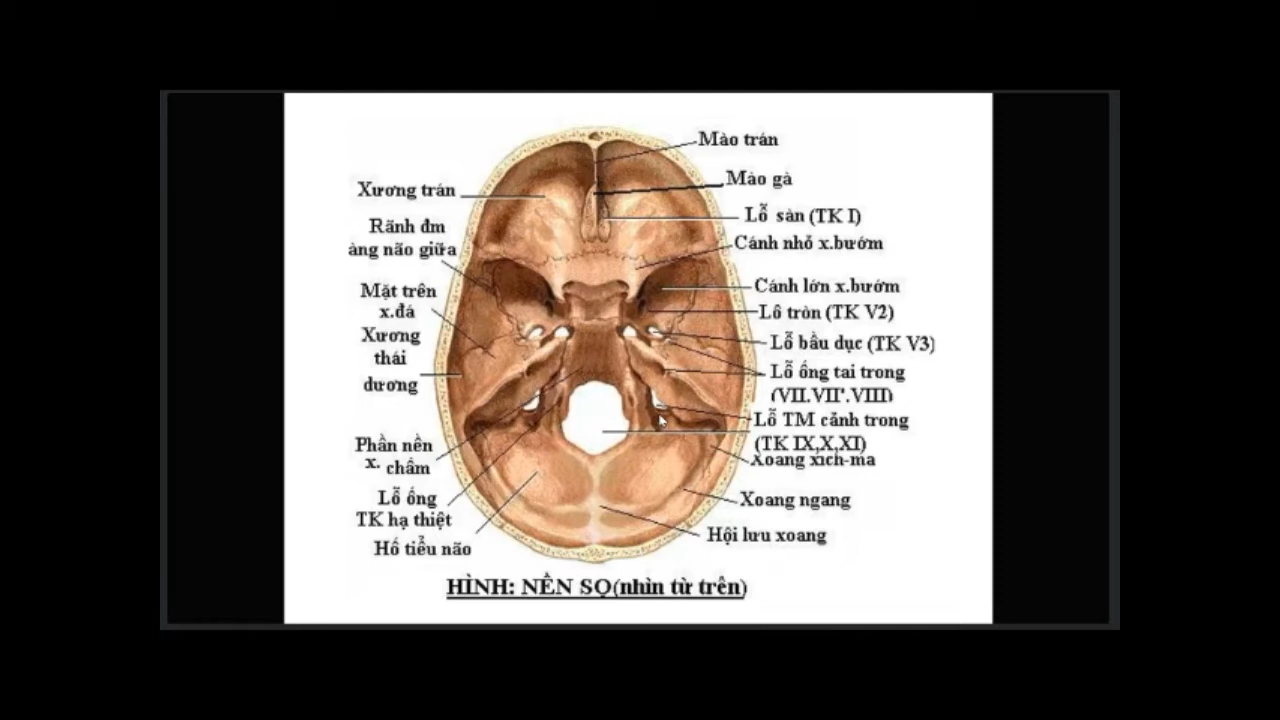 Mào trán
Mào gà
Lỗ sàn (TK I)
Cánh nhỏ x.bướm
Cánh lớn x.bướm
Lô tròn (TK V2)
Lỗ bầu dục (TK V3)
Lỗ ống tai trong
(VII.VII'.VIII)
Lỗ TM cảnh trong
(TK IX,X,XI)
Xoang xích-ma
Xoang ngang
Hội lưu xoang
Xương trán
Rãnh đm
àng não giữa
Mặt trên
x.đá
Xương
thái
dương
Phần nền
x. chẩm
Lỗ ống
TK hạ thiệt
Hố tiểu não
HÌNH: NỀN SỌ(nhìn từ trên)